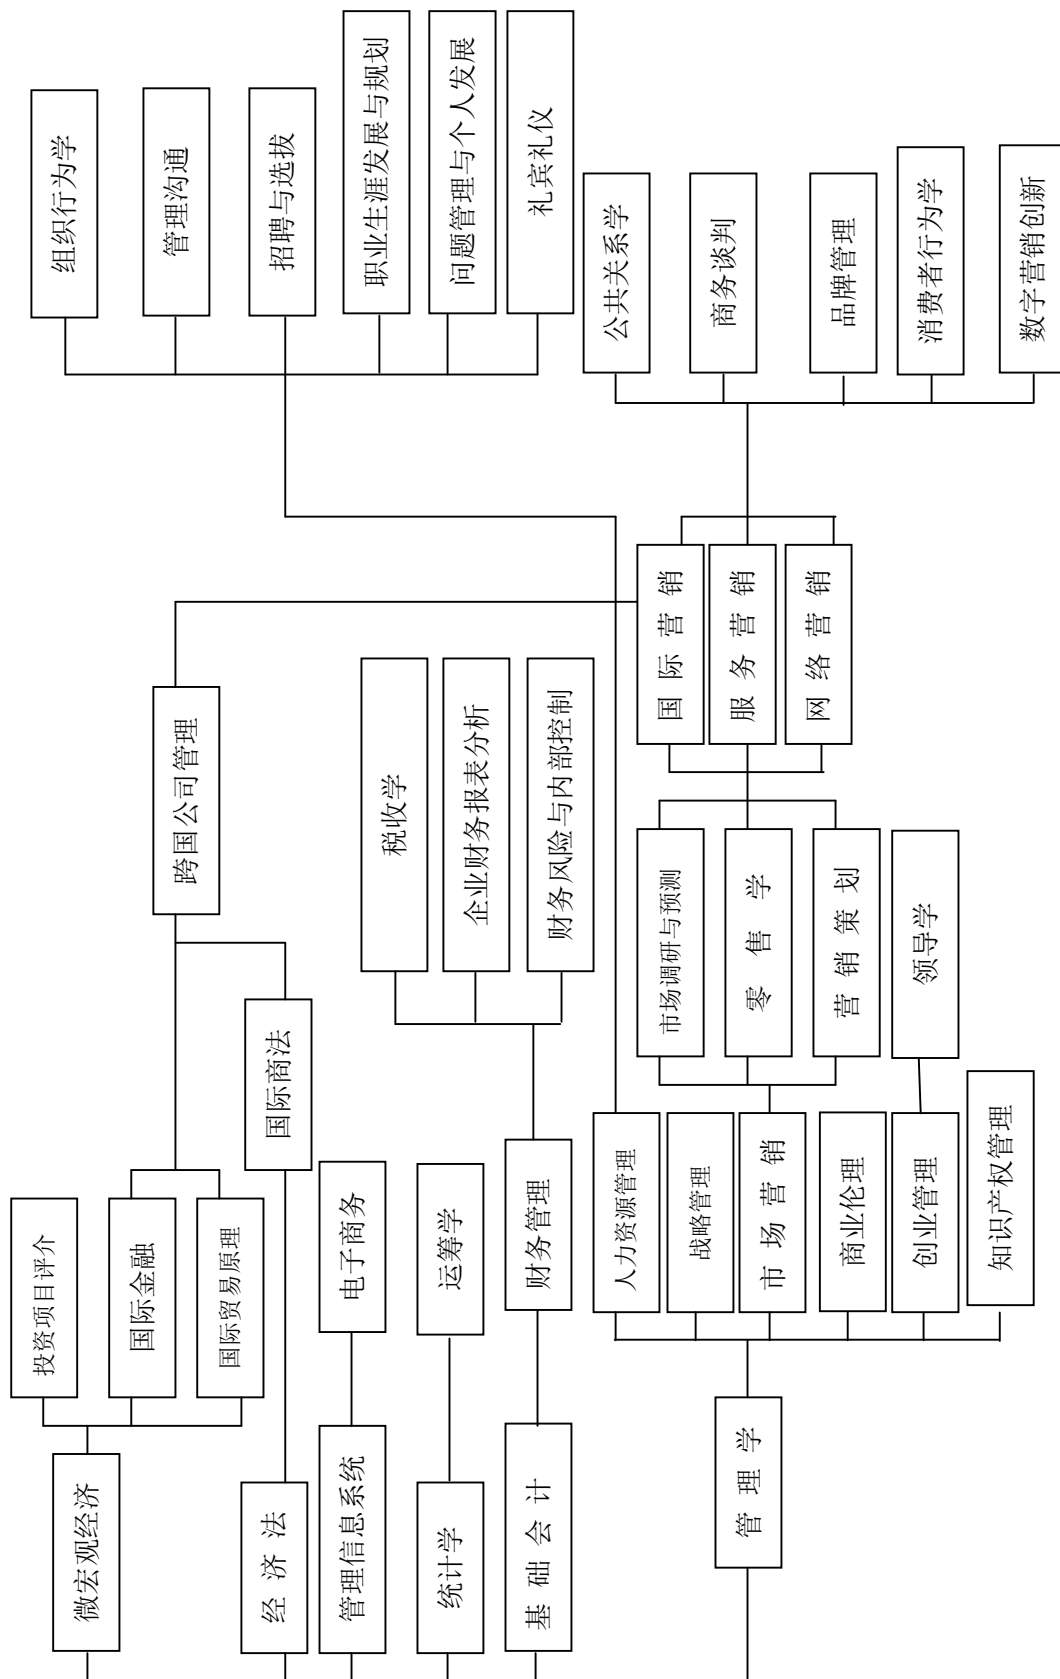 微宏观经济
投资项目评介
国际金融
国际贸易原理
跨国公司管理
经济法
国际商法
管理信息系统
电子商务
统计学
运筹学
基础会计
财务管理
税收学
企业财务报表分析
财务风险与内部控制
管理学
人力资源管理
战略管理
市场营销
商业伦理
创业管理
知识产权管理
领导学
市场调研与预测
零售学
营销策划
国际营销
服务营销
网络营销
组织行为学
管理沟通
招聘与选拔
职业生涯发展与规划
问题管理与个人发展
礼宾礼仪
公共关系学
商务谈判
品牌管理
消费者行为学
数字营销创新